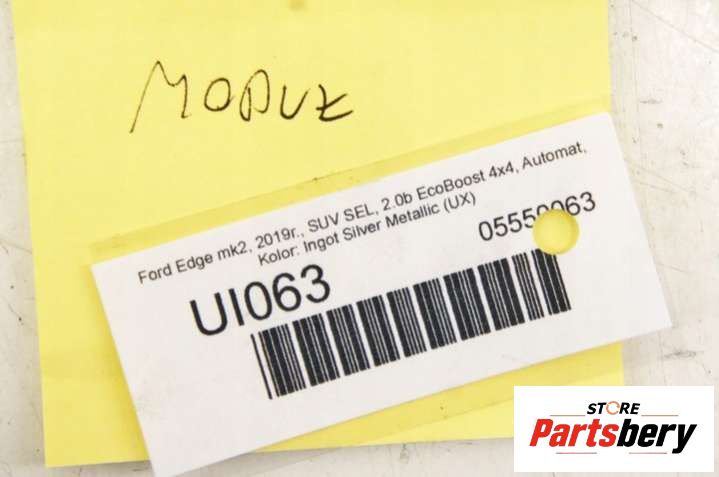 MODUŁ
Ford Edge mk2, 2019r., SUV SEL, 2.0b EcoBoost 4x4, Automat,
Kolor: Ingot Silver Metallic (UX)
UI063
STORE
Partsbery